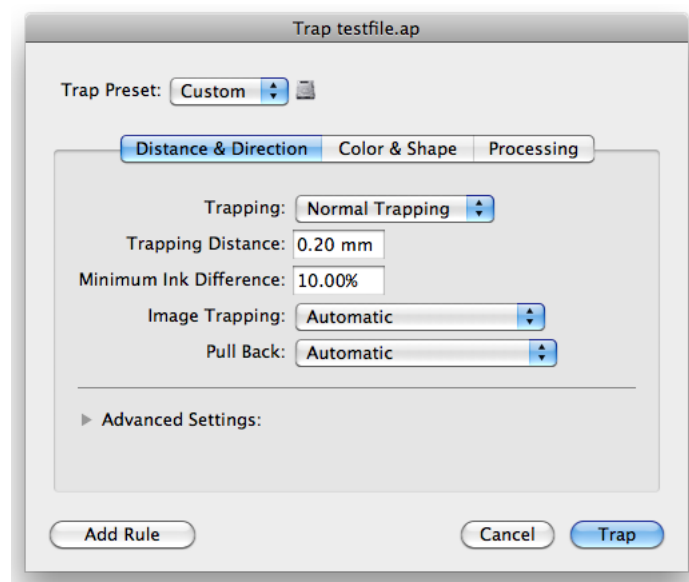 Trap testfile.ap
Trap Preset: Custom
Distance & Direction Color & Shape Processing
Trapping: Normal Trapping
Trapping Distance: 0.20 mm
Minimum Ink Difference: 10.00%
Image Trapping: Automatic
Pull Back: Automatic
Advanced Settings:
Add Rule Cancel Trap